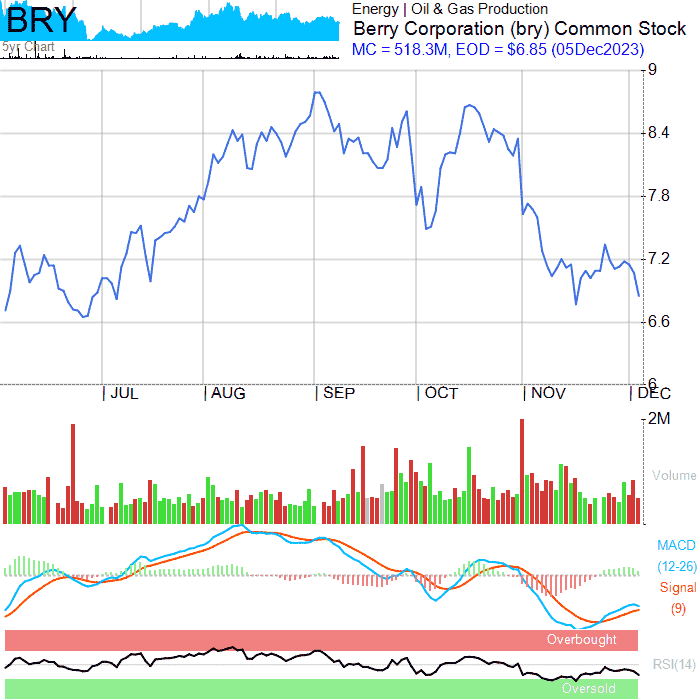 BRY
5yr Chart
Energy | Oil & Gas Production
Berry Corporation (bry) Common Stock
MC = 518.3M, EOD = $6.85 (05Dec2023)
9
8.4
7.8
7.2
6.6
6
| JUL | AUG | SEP | OCT | NOV | DEC
2M
Volume
MACD
(12-26)
Signal
(9)
Overbought
RSI(14)
Oversold